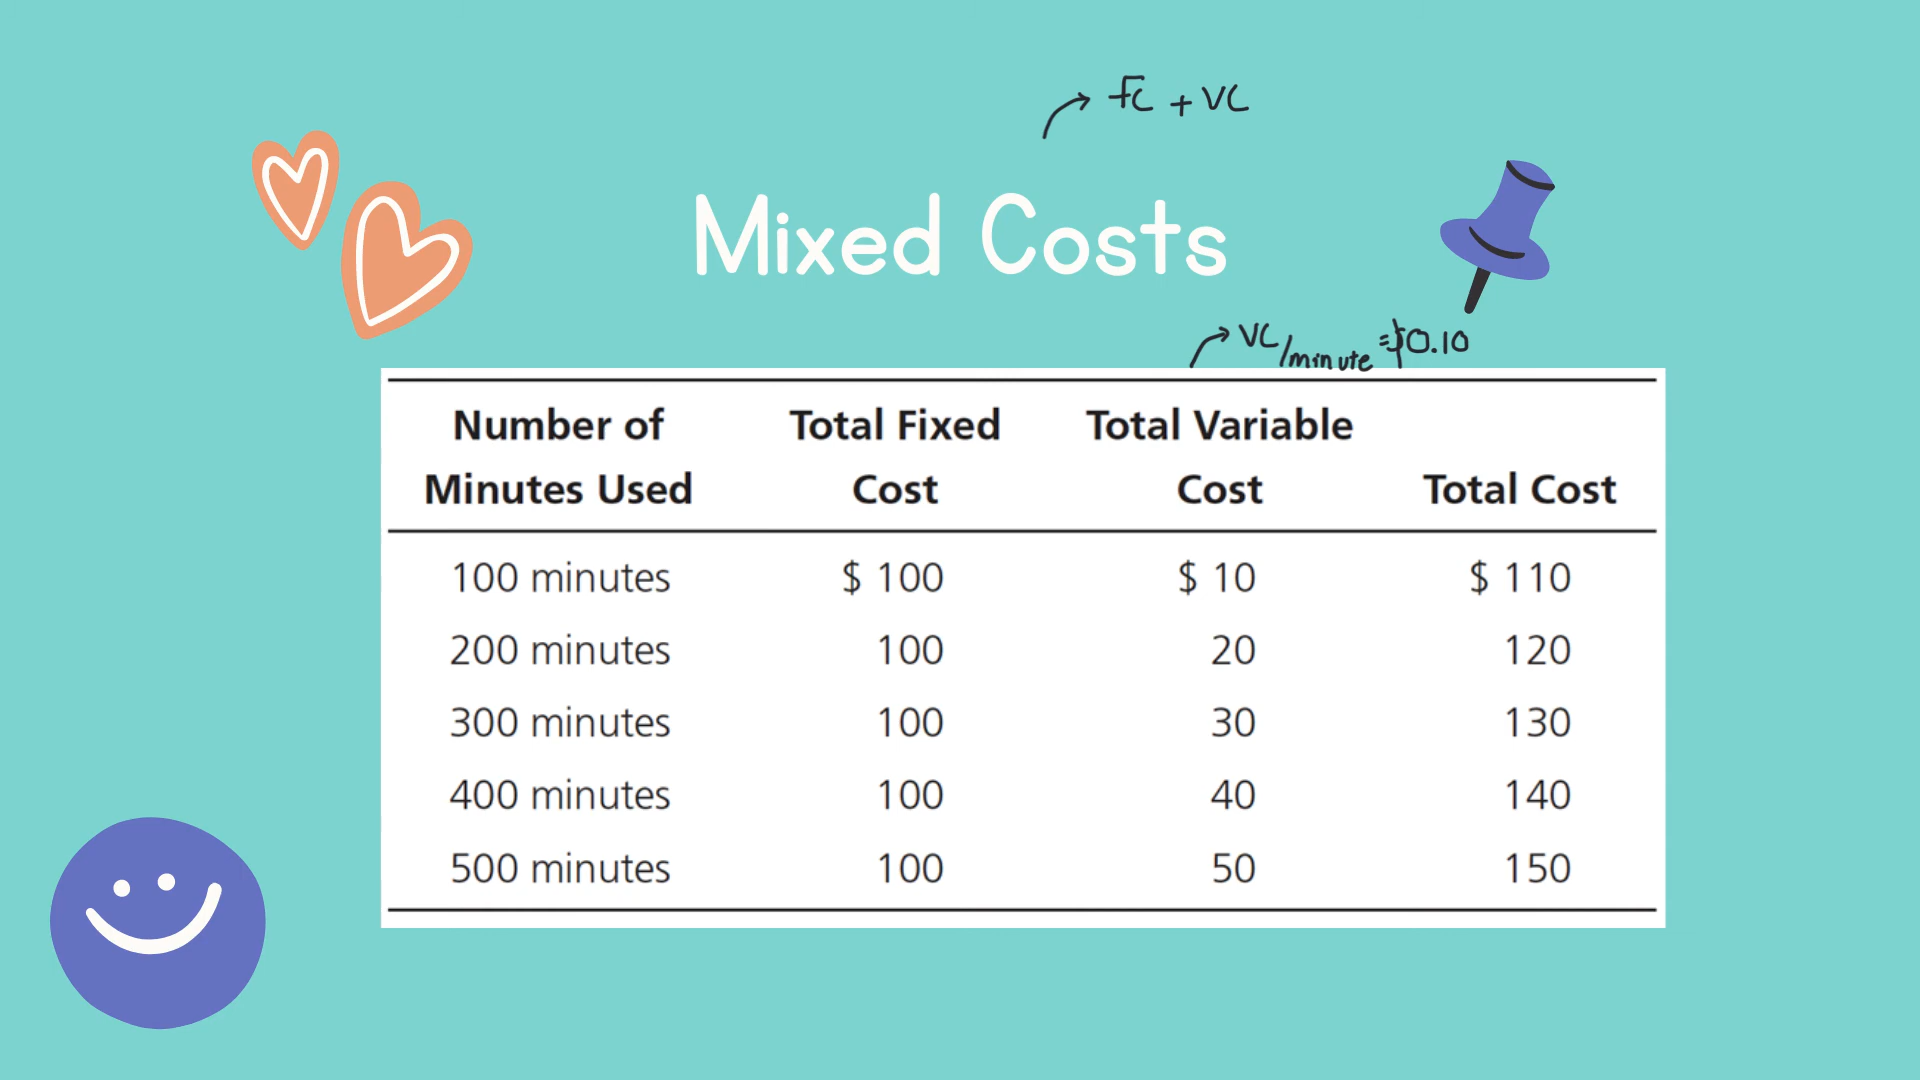 FC + VC
Mixed Costs
VC/minute = $0.10
Number of Minutes Used Total Fixed Cost Total Variable Cost Total Cost
100 minutes $ 100 $ 10 $ 110
200 minutes 100 20 120
300 minutes 100 30 130
400 minutes 100 40 140
500 minutes 100 50 150